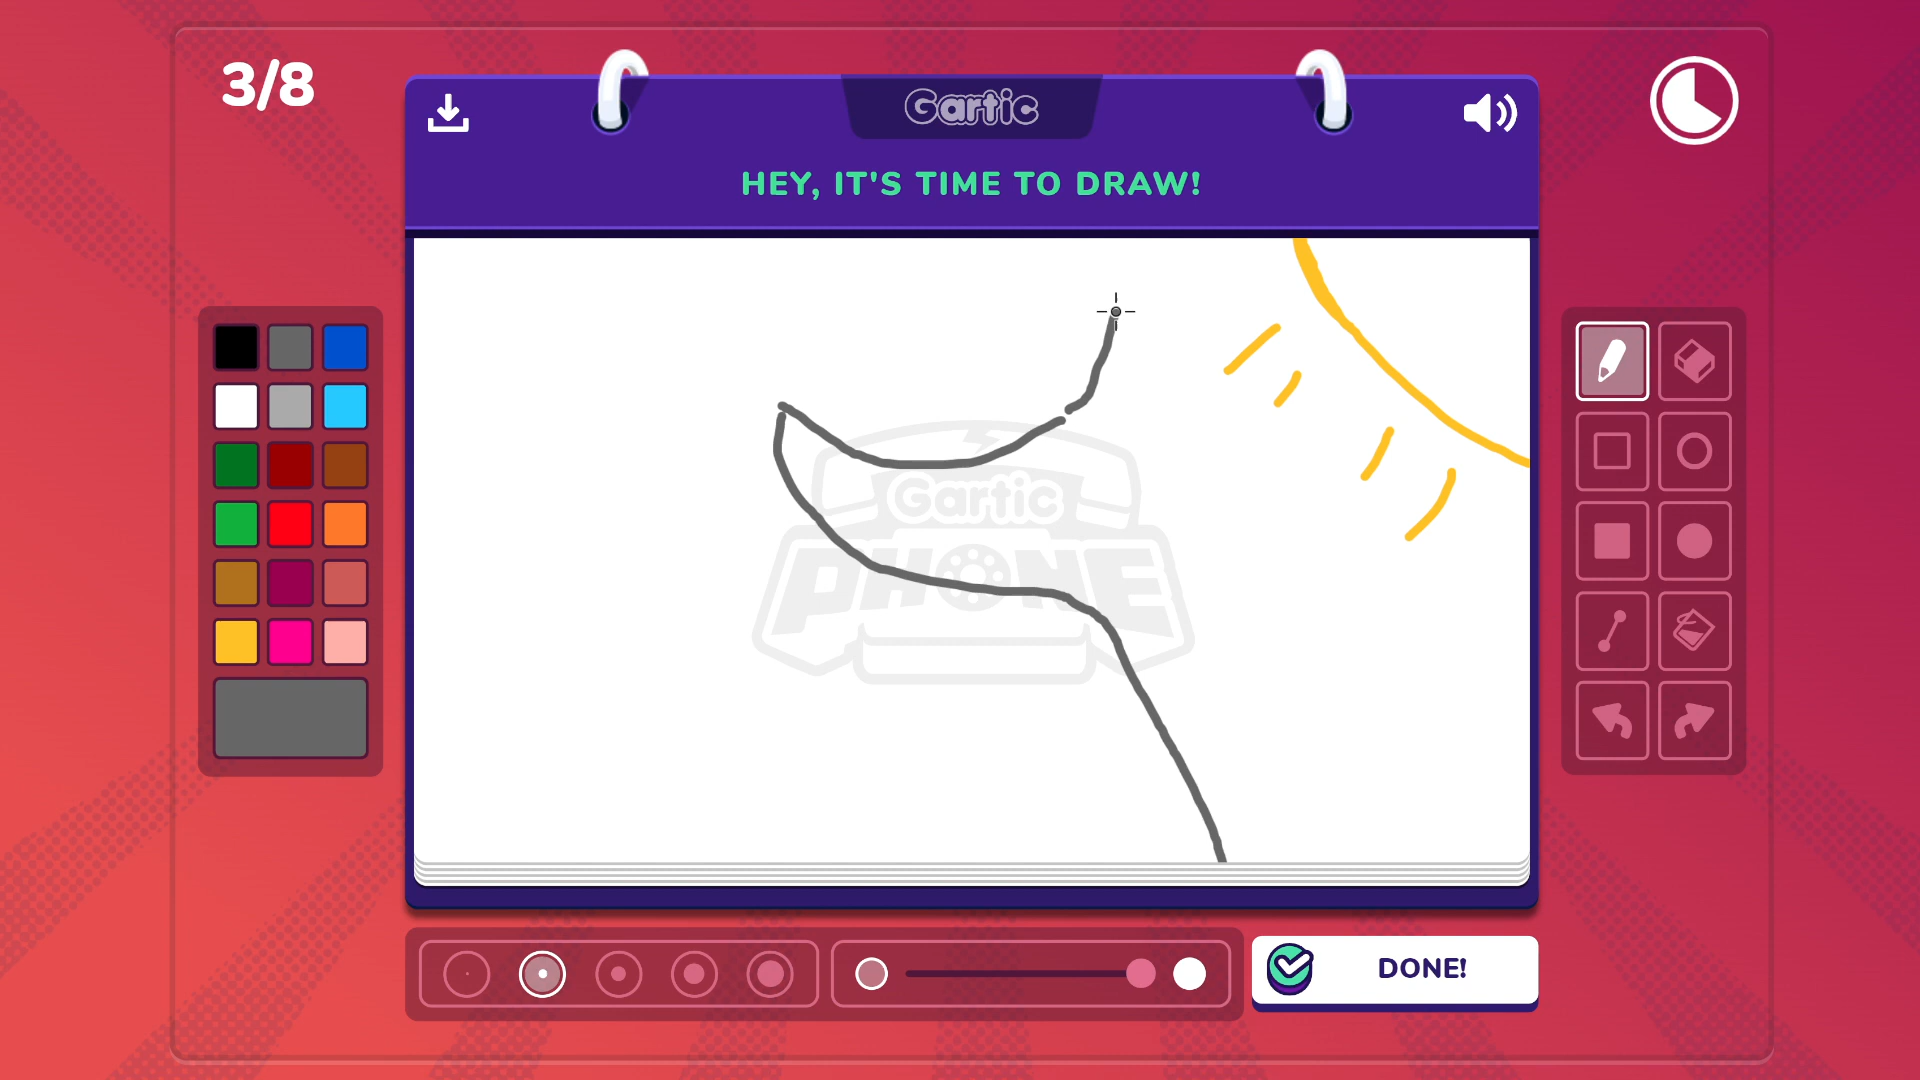 3/8
Gartic
HEY, IT'S TIME TO DRAW!
Gartic
PHONE
DONE!